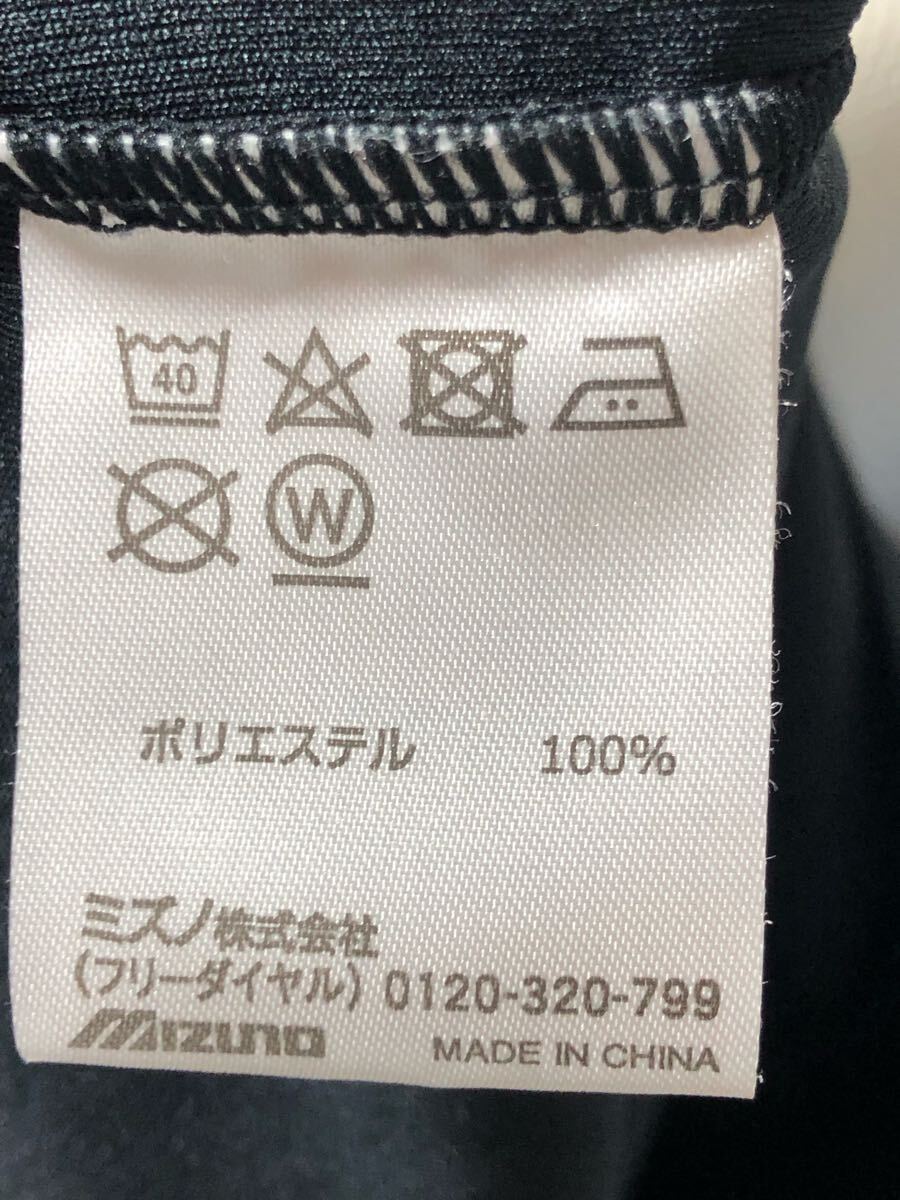 40
W
ポリエステル 100%
ミズノ株式会社
(フリーダイヤル) 0120-320-799
MIZUNO MADE IN CHINA